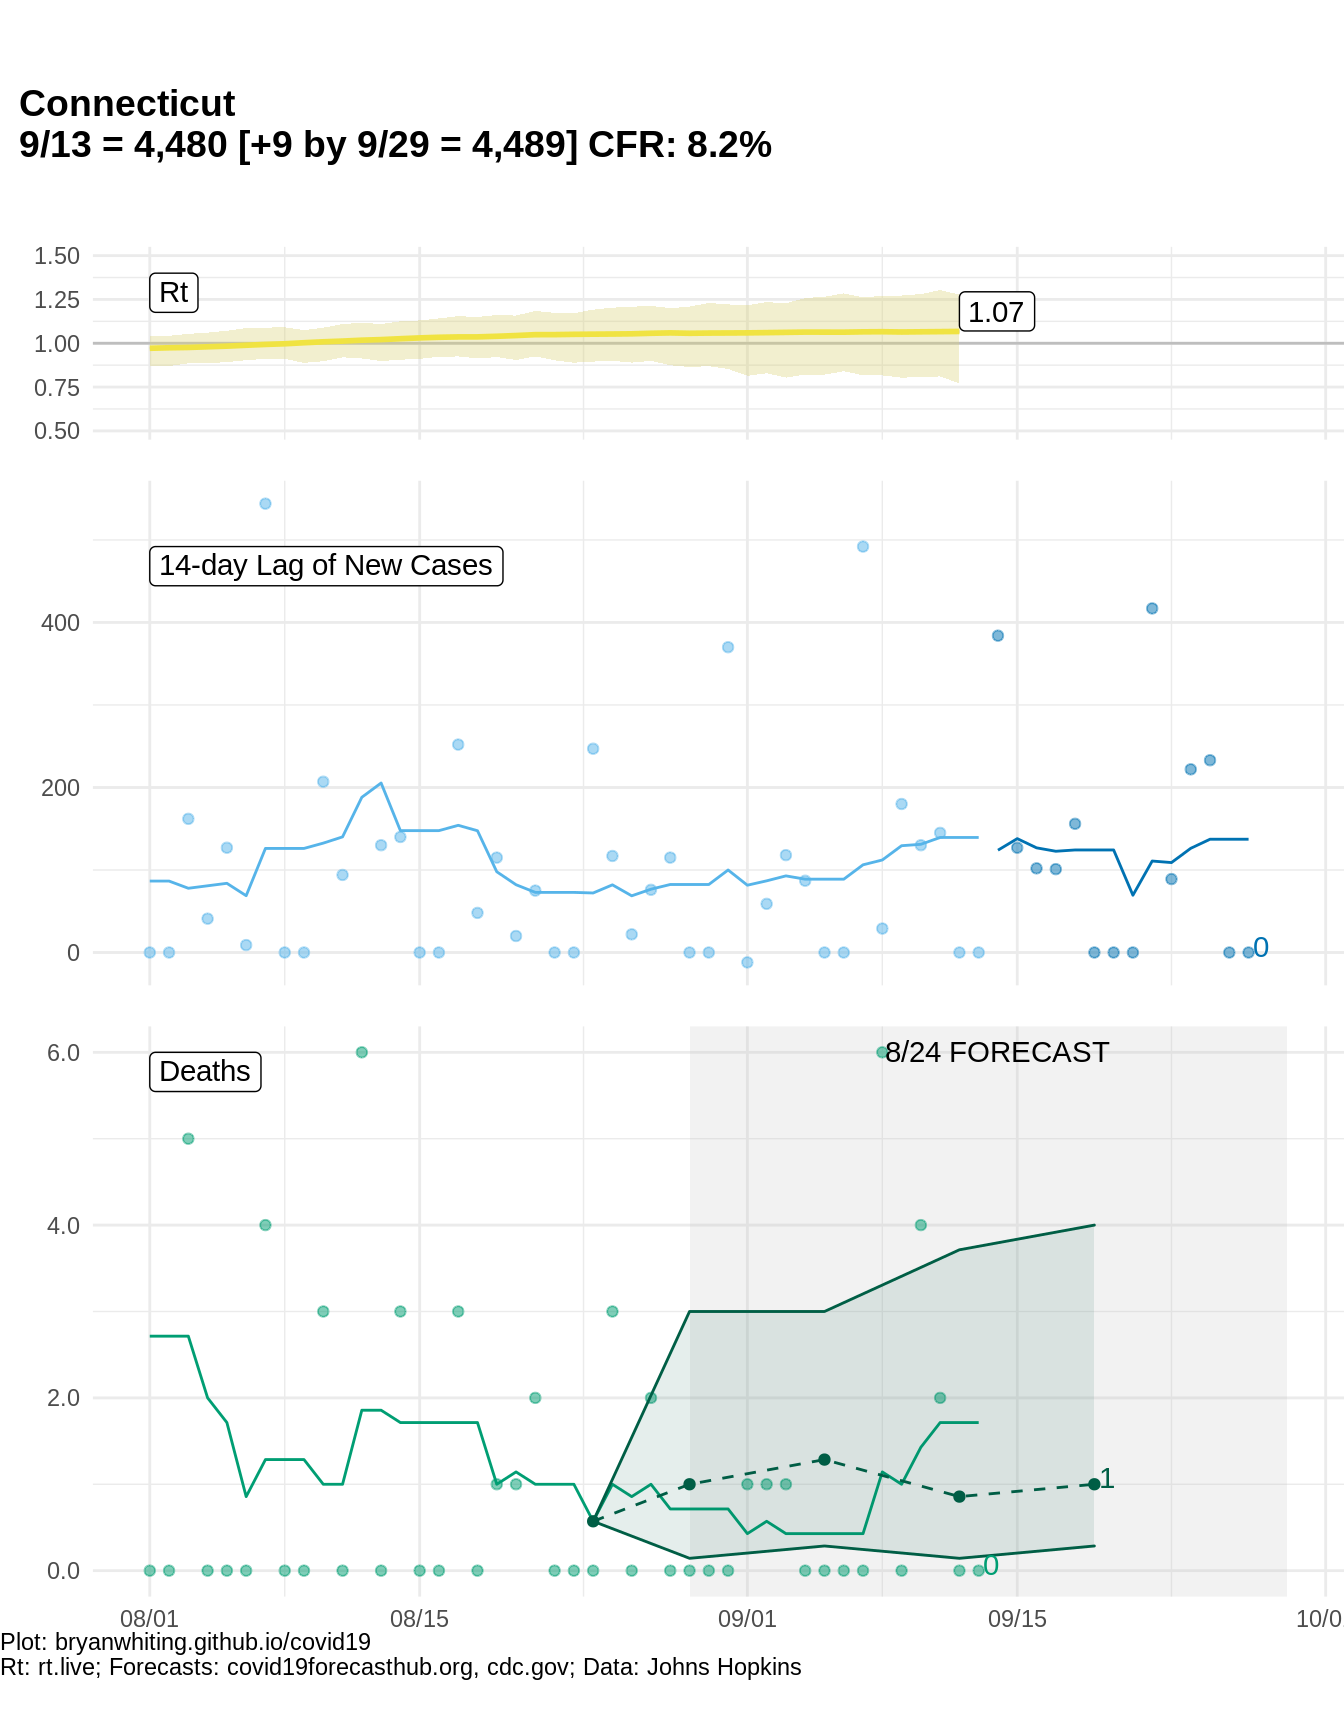 Connecticut
9/13 = 4,480 [+9 by 9/29 = 4,489] CFR: 8.2%
1.50
1.25
1.00
0.75
0.50
Rt
1.07
14-day Lag of New Cases
400
200
0
0
6.0
4.0
2.0
0.0
Deaths
8/24 FORECAST
1
0
08/01
08/15
09/01
09/15
10/0
Plot: bryanwhiting.github.io/covid19
Rt: rt.live; Forecasts: covid19forecasthub.org, cdc.gov; Data: Johns Hopkins